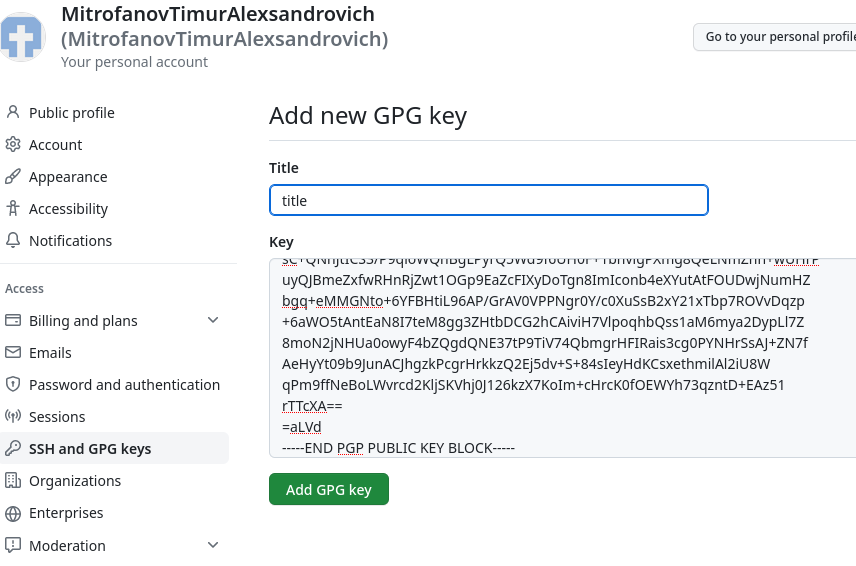 MitrofanovTimurAlexsandrovich
(MitrofanovTimurAlexsandrovich)
Your personal account
Go to your personal profile
Public profile
Account
Appearance
Accessibility
Notifications
Access
Billing and plans
Emails
Password and authentication
Sessions
SSH and GPG keys
Organizations
Enterprises
Moderation
Add new GPG key
Title
title
Key
uyQJBmeZxfwRHnRjZwt1OGp9EaZcFIXyDoTgn8ImIconb4eXYutAtFOUDwjNumHZ
bgq+eMMGNto+6YFBHtiL96AP/GrAV0VPPNgr0Y/c0XuSsB2xY21xTbp7ROVvDqzp
+6aWO5tAntEaN8I7teM8gg3ZHtbDCG2hCAiviH7VlpoqhbQss1aM6mya2DypLl7Z
8moN2jNHUa0owyF4bZQgdQNE37tP9TiV74QbmgrHFIRais3cg0PYNHrSsAJ+ZN7f
AeHyYt09b9JunACJhgzkPcgrHrkkzQ2Ej5dv+S+84sIeyHdKCsxethmilAl2iU8W
qPm9ffNeBoLWvrcd2KljSKVhj0J126kzX7KoIm+cHrcK0fOEWYh73qzntD+EAz51
rTTcXA==
=aLVd
-----END PGP PUBLIC KEY BLOCK-----
Add GPG key